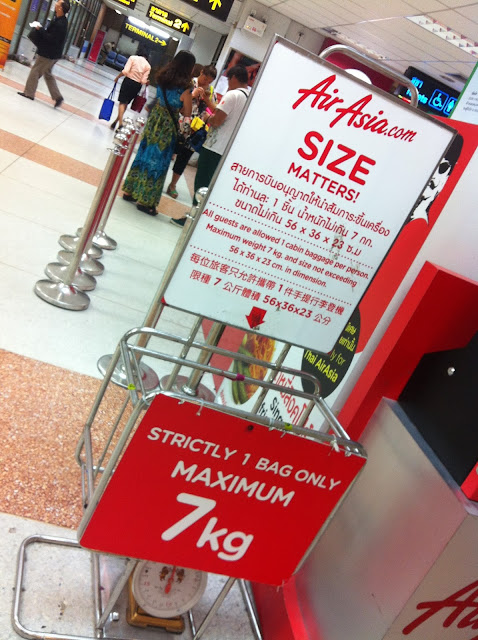 TERMINAL 2
TERMINAL 2
AirAsia.com
SIZE
MATTERS!
สายการบินอนุญาตให้นำสัมภาระขึ้นเครื่อง
ได้ท่านละ 1 ชิ้น น้ำหนักไม่เกิน 7 กก.
ขนาดไม่เกิน 56 x 36 x 23 ซ.ม
All guests are allowed 1 cabin baggage per person.
Maximum weight 7 kg. and size not exceeding
56 x 36 x 23 cm. in dimension.
每位旅客只允許攜帶 1 件手提行李登機
限種 7 公斤體積 56x36x23 公分
Thai AirAsia
STRICTLY 1 BAG ONLY
MAXIMUM
7kg